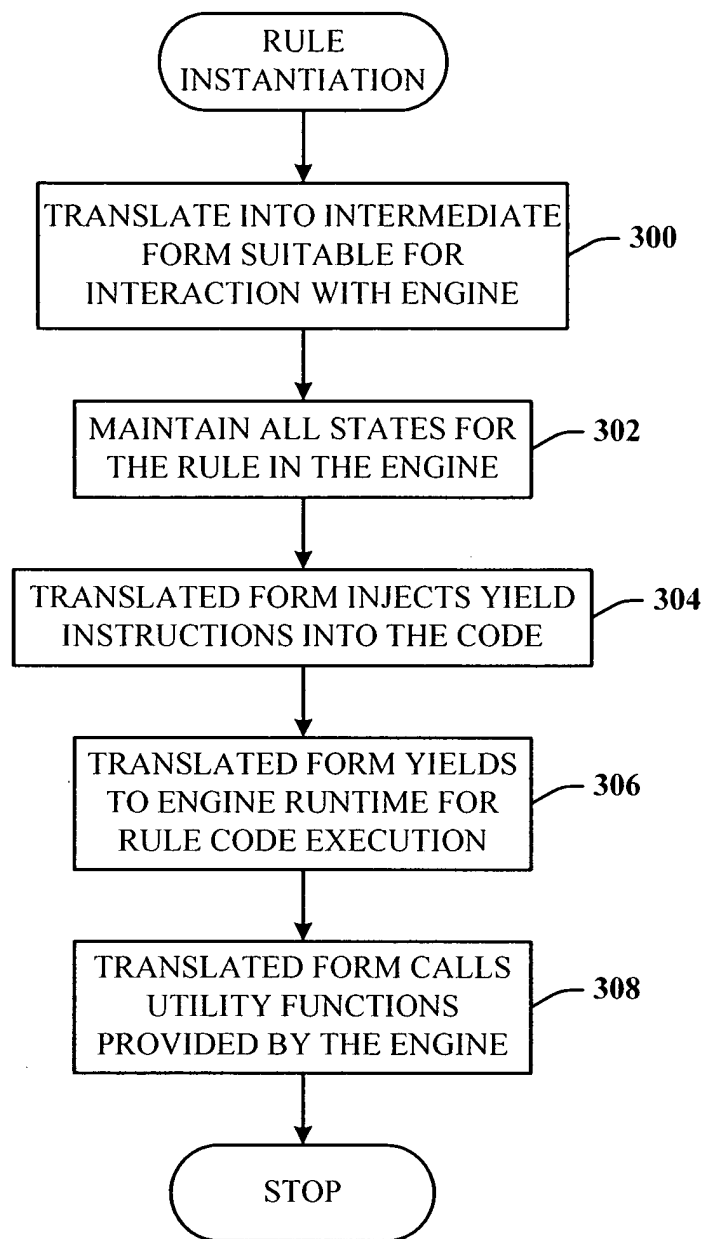 RULE
INSTANTIATION
TRANSLATE INTO INTERMEDIATE
FORM SUITABLE FOR
INTERACTION WITH ENGINE
300
MAINTAIN ALL STATES FOR
THE RULE IN THE ENGINE
302
TRANSLATED FORM INJECTS YIELD
INSTRUCTIONS INTO THE CODE
304
TRANSLATED FORM YIELDS
TO ENGINE RUNTIME FOR
RULE CODE EXECUTION
306
TRANSLATED FORM CALLS
UTILITY FUNCTIONS
PROVIDED BY THE ENGINE
308
STOP